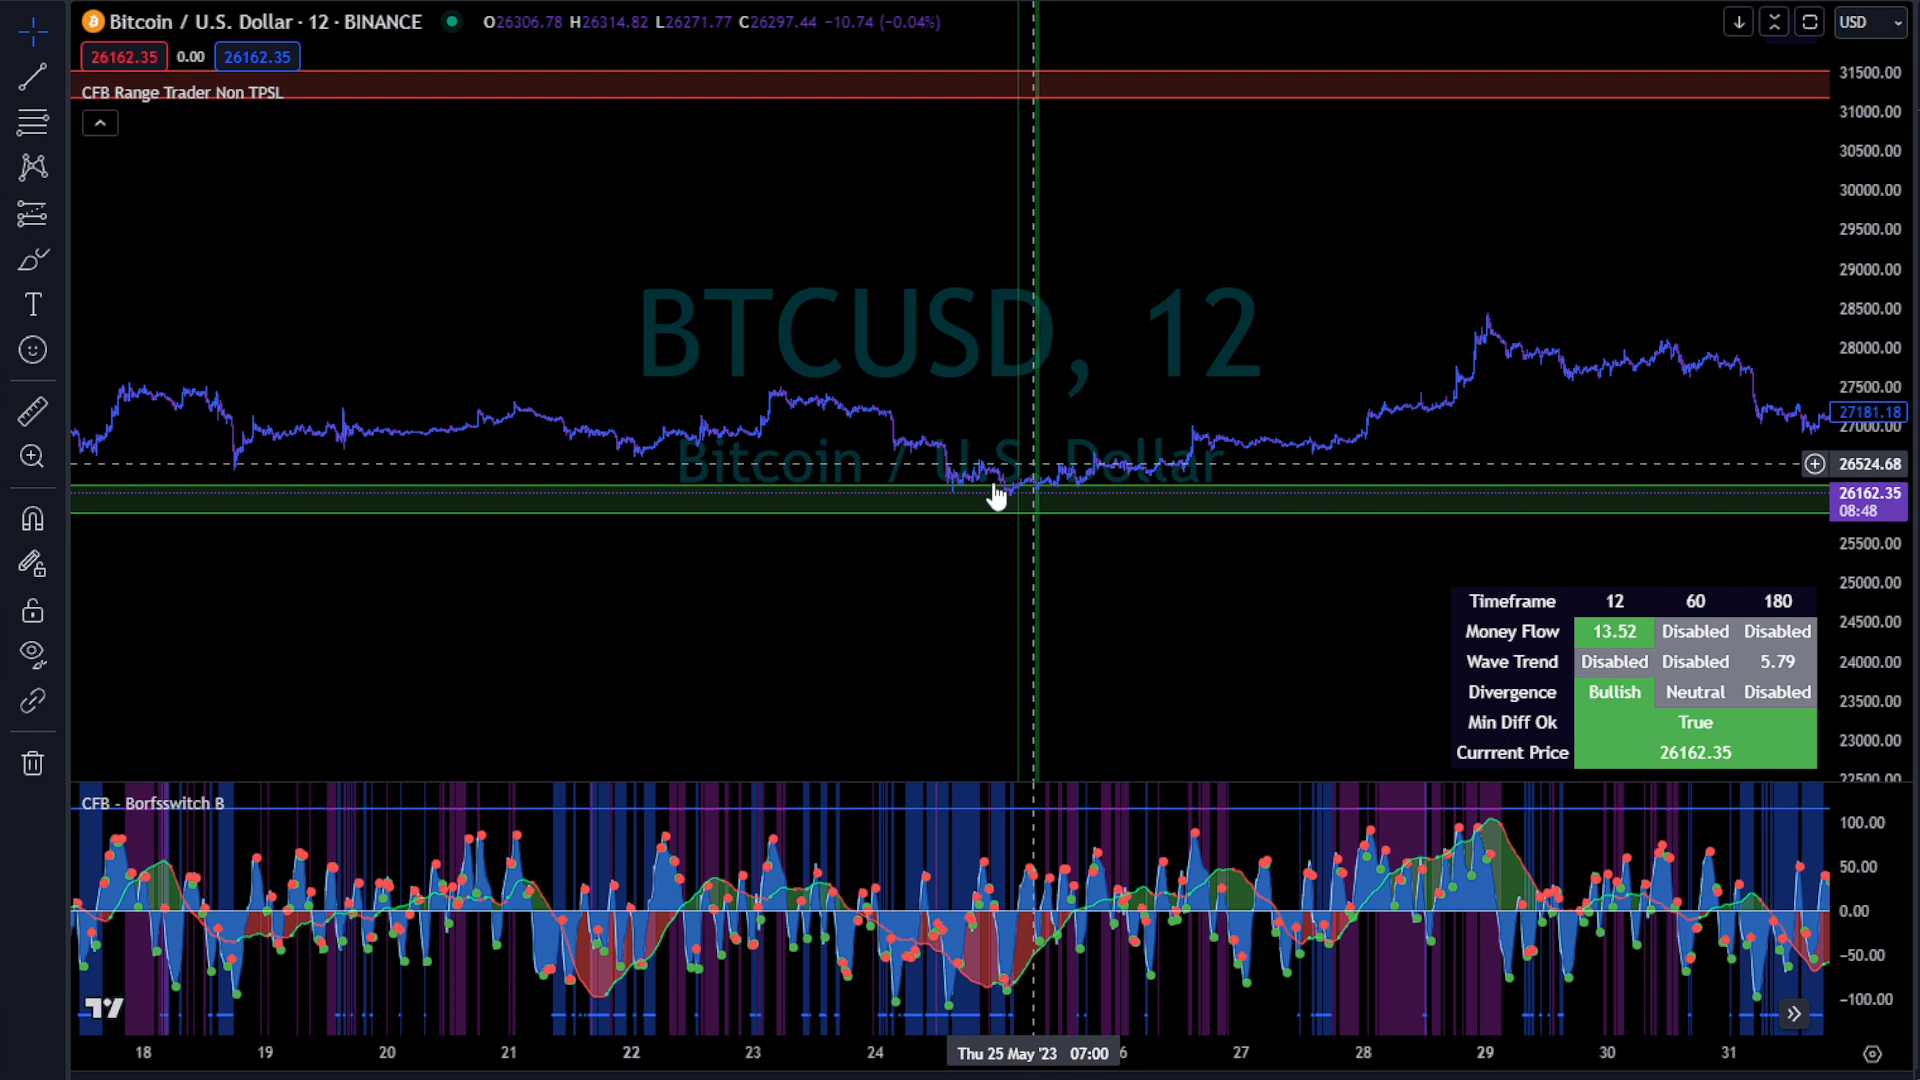 Bitcoin / U.S. Dollar · 12 · BINANCE O26306.78 H26314.82 L26271.77 C26297.44 −10.74 (−0.04%)
USD
26162.35 0.00 26162.35
CFB Range Trader Non TPSL
31500.00
31000.00
30500.00
30000.00
29500.00
29000.00
28500.00
28000.00
27500.00
27181.18
27000.00
26524.68
26162.35
08:48
25500.00
25000.00
24500.00
24000.00
23500.00
23000.00
22500.00
BTCUSD, 12
Bitcoin / U.S. Dollar
Timeframe 12 60 180
Money Flow 13.52 Disabled Disabled
Wave Trend Disabled Disabled 5.79
Divergence Bullish Neutral Disabled
Min Diff Ok True
Currrent Price 26162.35
CFB - Borfsswitch B
100.00
50.00
0.00
−50.00
−100.00
18 19 20 21 22 23 24 Thu 25 May '23 07:00 6 27 28 29 30 31